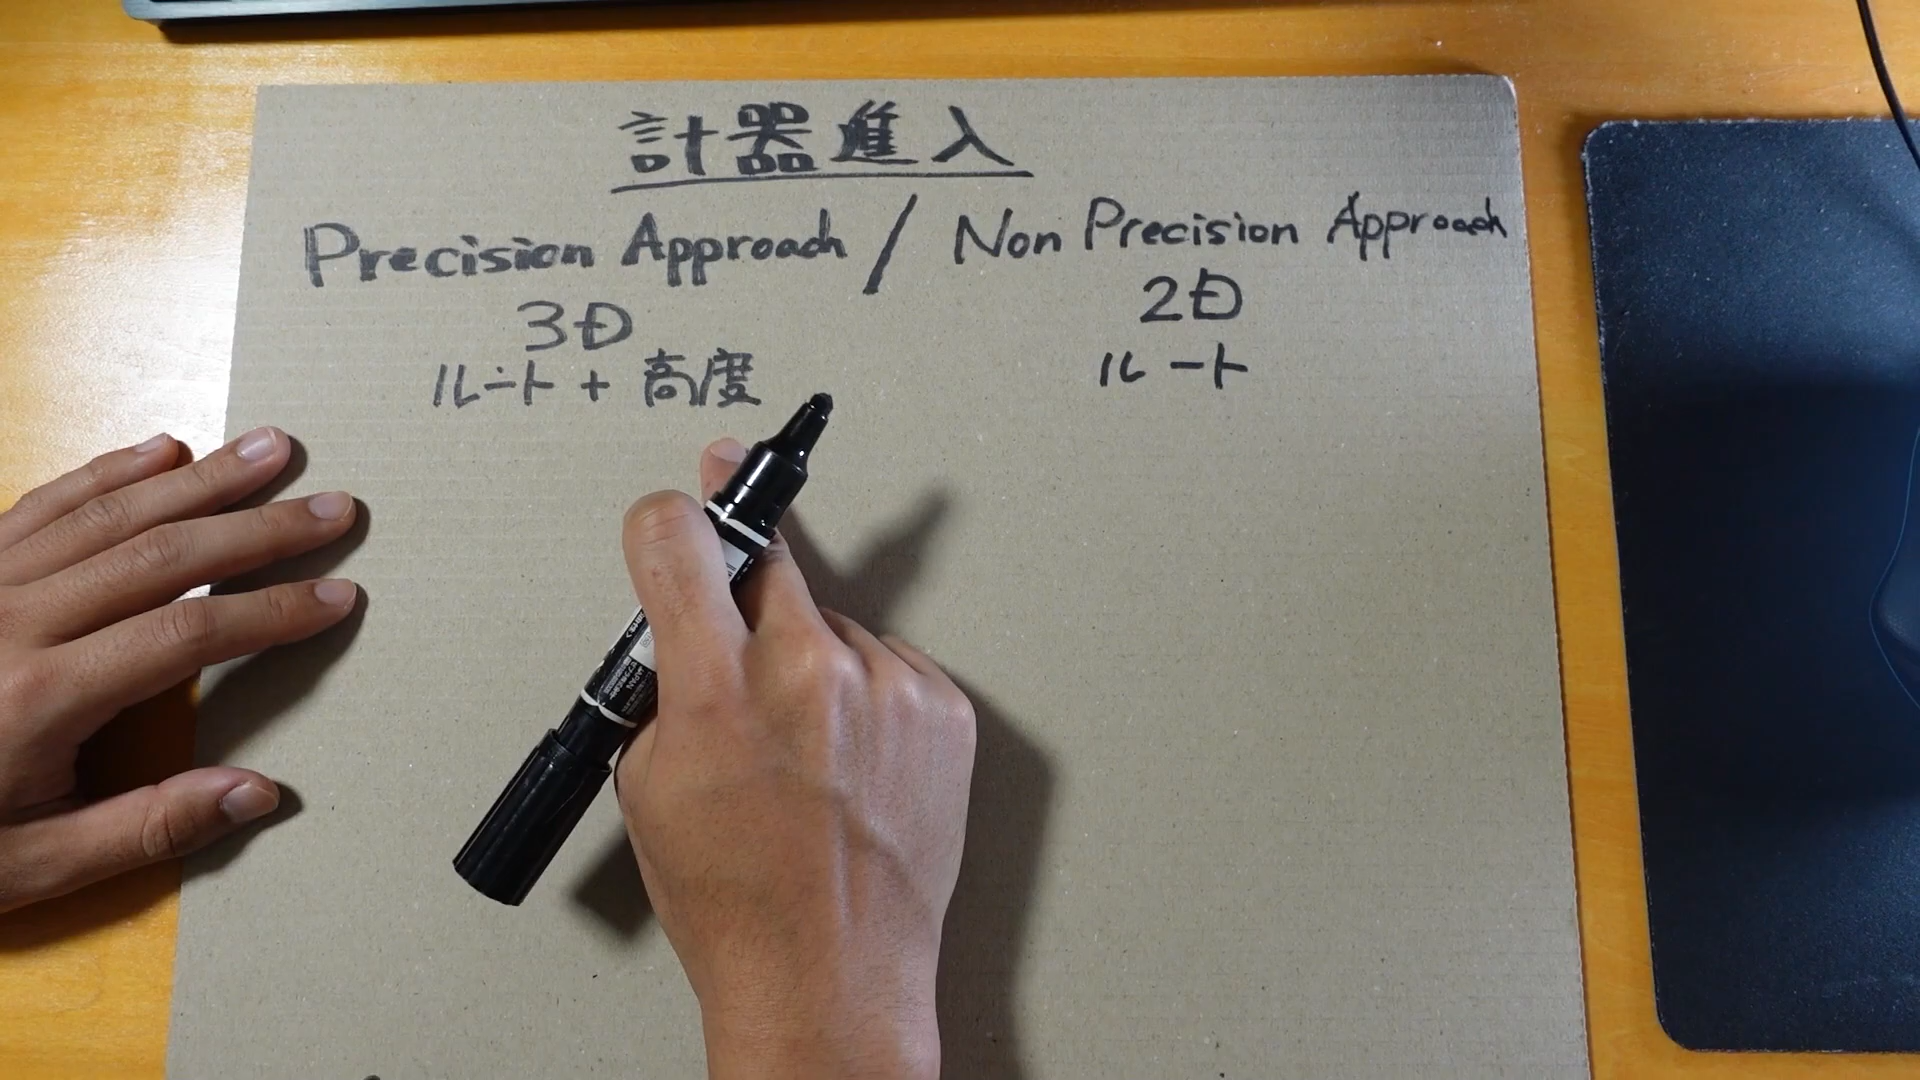 計器進入
Precision Approach / Non Precision Approach
3D
2D
ルート + 高度
ルート
JAPAN